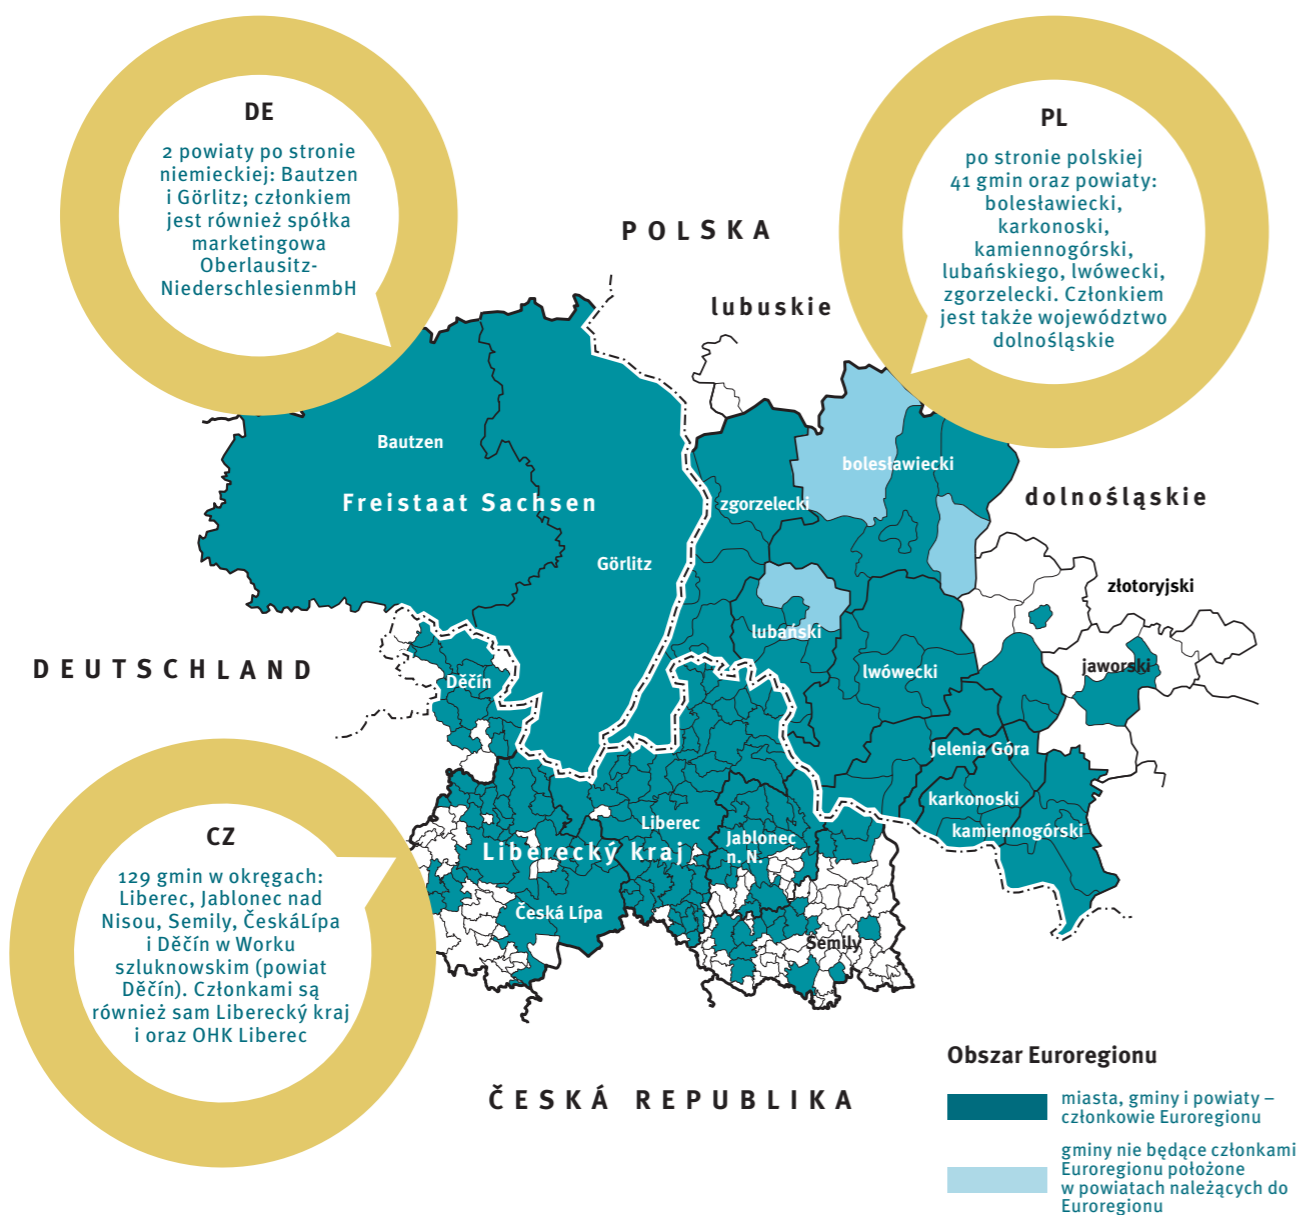 DE
2 powiaty po stronie
niemieckiej: Bautzen
i Görlitz; członkiem
jest również spółka
marketingowa
Oberlausitz-
NiederschlesienmbH
PL
po stronie polskiej
41 gmin oraz powiaty:
bolesławiecki,
karkonoski,
kamiennogórski,
lubańskiego, lwówecki,
zgorzelecki. Członkiem
jest także województwo
dolnośląskie
POLSKA
lubuskie
Bautzen
Freistaat Sachsen
Görlitz
bolesławiecki
zgorzelecki
dolnośląskie
złotoryjski
lubański
lwówecki
jaworski
DEUTSCHLAND
Děčín
Jelenia Góra
karkonoski
kamiennogórski
Liberec
Jablonec
n. N.
Liberecký kraj
Česká Lípa
Semily
CZ
129 gmin w okręgach:
Liberec, Jablonec nad
Nisou, Semily, ČeskáLípa
i Děčín w Worku
szluknowskim (powiat
Děčín). Członkami są
również sam Liberecký kraj
i oraz OHK Liberec
ČESKÁ REPUBLIKA
Obszar Euroregionu
miasta, gminy i powiaty –
członkowie Euroregionu
gminy nie będące członkami
Euroregionu położone
w powiatach należących do
Euroregionu